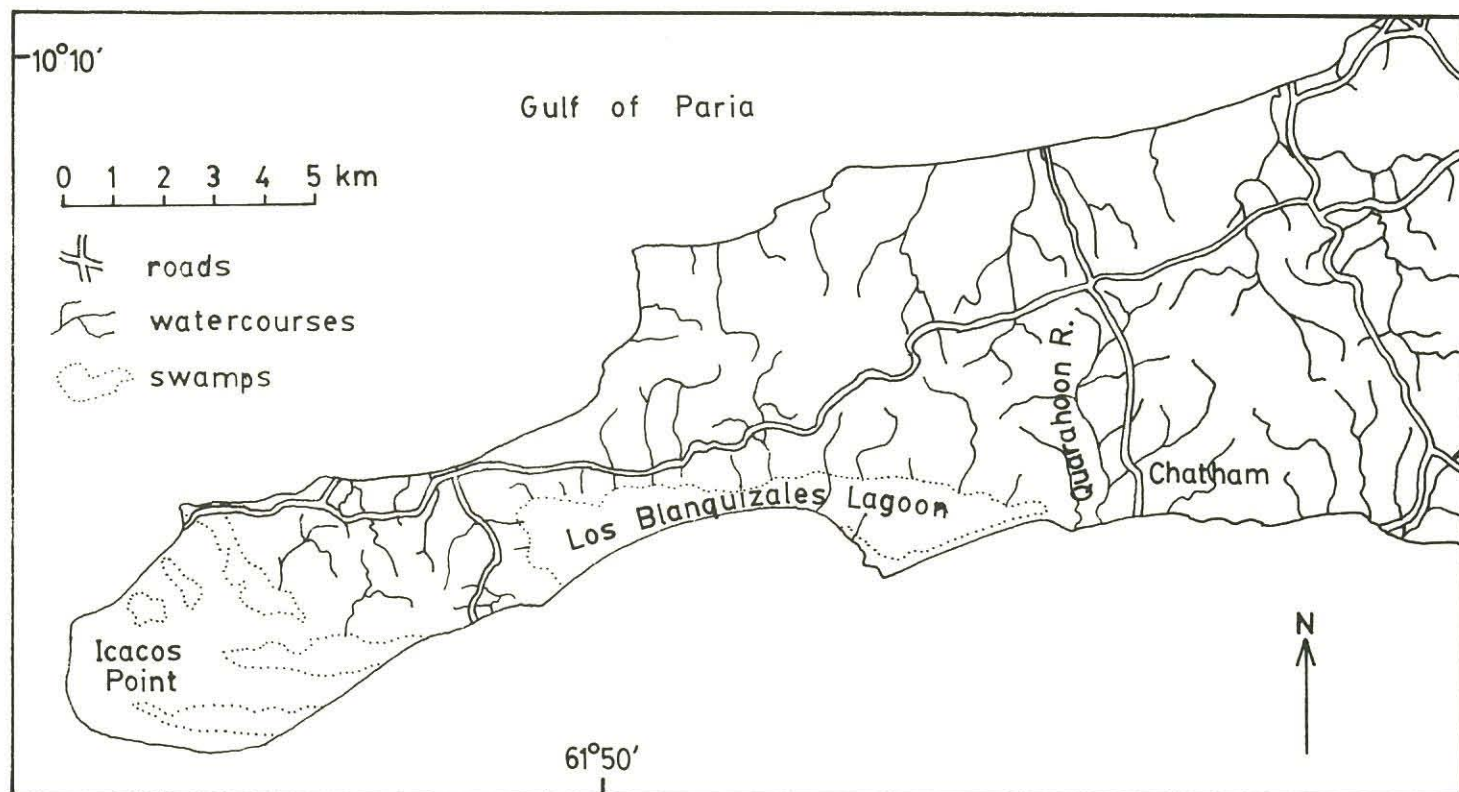 10°10'
Gulf of Paria
0 1 2 3 4 5 km
roads
watercourses
swamps
Quarahoon R.
Chatham
Los Blanquizales Lagoon
Icacos
Point
N
61°50'